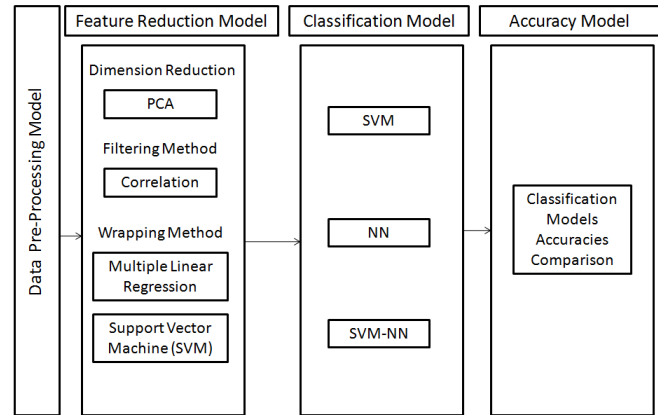 Data Pre-Processing Model
Feature Reduction Model
Dimension Reduction
PCA
Filtering Method
Correlation
Wrapping Method
Multiple Linear
Regression
Support Vector
Machine (SVM)
Classification Model
SVM
NN
SVM-NN
Accuracy Model
Classification
Models
Accuracies
Comparison